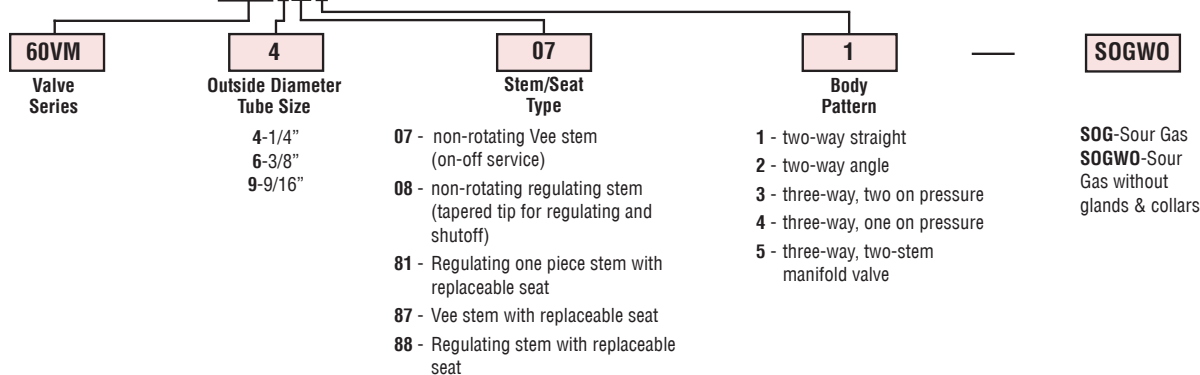 60VM
4
07
1
SOGWO
Valve
Series
Outside Diameter
Tube Size
4-1/4”
6-3/8”
9-9/16”
Stem/Seat
Type
07 - non-rotating Vee stem
(on-off service)
08 - non-rotating regulating stem
(tapered tip for regulating and
shutoff)
81 - Regulating one piece stem with
replaceable seat
87 - Vee stem with replaceable seat
88 - Regulating stem with replaceable
seat
Body
Pattern
1 - two-way straight
2 - two-way angle
3 - three-way, two on pressure
4 - three-way, one on pressure
5 - three-way, two-stem
manifold valve
SOG-Sour Gas
SOGWO-Sour
Gas without
glands & collars